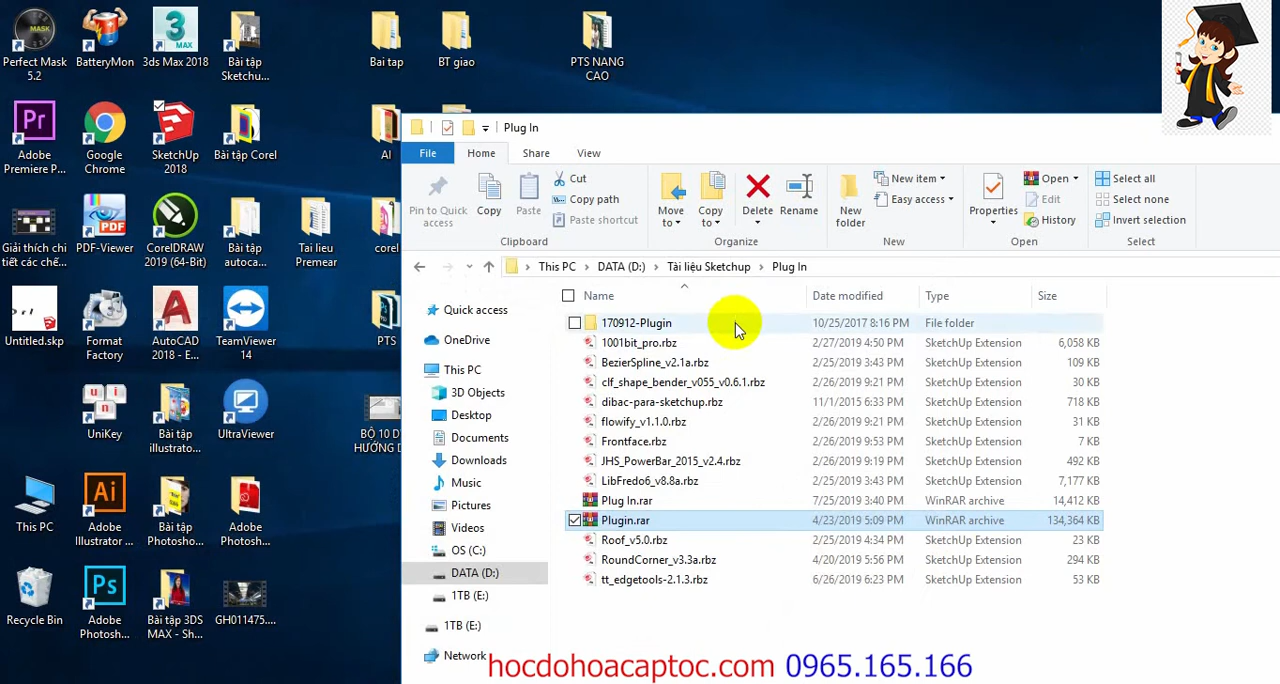 MASK
Perfect Mask
5.2
BatteryMon
3
MAX
3ds Max 2018
Bài tập
Sketchu...
Bai tap
BT giao
PTS NANG
CAO
Pr
Adobe
Premiere P...
Google
Chrome
SketchUp
2018
Bài tập Corel
AI
Giải thích chi
tiết các chế...
PDF
PDF-Viewer
CorelDRAW
2019 (64-Bit)
Bài tập
autoca...
Tai lieu
Premear
corel
Untitled.skp
Format
Factory
AutoCAD
2018 - E...
TeamViewer
14
PTS
u n
i
UniKey
Bài tập
illustrato...
UltraViewer
BỘ 10 D
HƯỚNG D
This PC
Ai
Adobe
Illustrator ...
Bài tập
Photosho...
Adobe
Photosh...
Recycle Bin
Ps
Adobe
Photosh...
Bài tập 3DS
MAX - Sh...
GH011475....
Plug In
File Home Share View
Pin to Quick
access
Copy
Paste
Cut
Copy path
Paste shortcut
Clipboard
Move
to
Copy
to
Delete
Rename
Organize
New
folder
New item
Easy access
New
Properties
Open
Edit
History
Open
Select all
Select none
Invert selection
Select
This PC DATA (D:) Tài liệu Sketchup Plug In
Quick access
OneDrive
This PC
3D Objects
Desktop
Documents
Downloads
Music
Pictures
Videos
OS (C:)
DATA (D:)
1TB (E:)
1TB (E:)
Network
Name Date modified Type Size
170912-Plugin 10/25/2017 8:16 PM File folder
1001bit_pro.rbz 2/27/2019 4:50 PM SketchUp Extension 6,058 KB
BezierSpline_v2.1a.rbz 2/25/2019 3:43 PM SketchUp Extension 109 KB
clf_shape_bender_v055_v0.6.1.rbz 2/26/2019 9:21 PM SketchUp Extension 30 KB
dibac-para-sketchup.rbz 11/1/2015 6:33 PM SketchUp Extension 718 KB
flowify_v1.1.0.rbz 2/26/2019 9:21 PM SketchUp Extension 31 KB
Frontface.rbz 2/26/2019 9:53 PM SketchUp Extension 7 KB
JHS_PowerBar_2015_v2.4.rbz 2/26/2019 9:19 PM SketchUp Extension 492 KB
LibFredo6_v8.8a.rbz 2/25/2019 3:43 PM SketchUp Extension 7,177 KB
Plug In.rar 7/25/2019 3:40 PM WinRAR archive 14,412 KB
Plugin.rar 4/23/2019 5:09 PM WinRAR archive 134,364 KB
Roof_v5.0.rbz 2/25/2019 4:34 PM SketchUp Extension 23 KB
RoundCorner_v3.3a.rbz 4/20/2019 5:56 PM SketchUp Extension 294 KB
tt_edgetools-2.1.3.rbz 6/26/2019 6:23 PM SketchUp Extension 53 KB
hocdohoacaptoc.com 0965.165.166